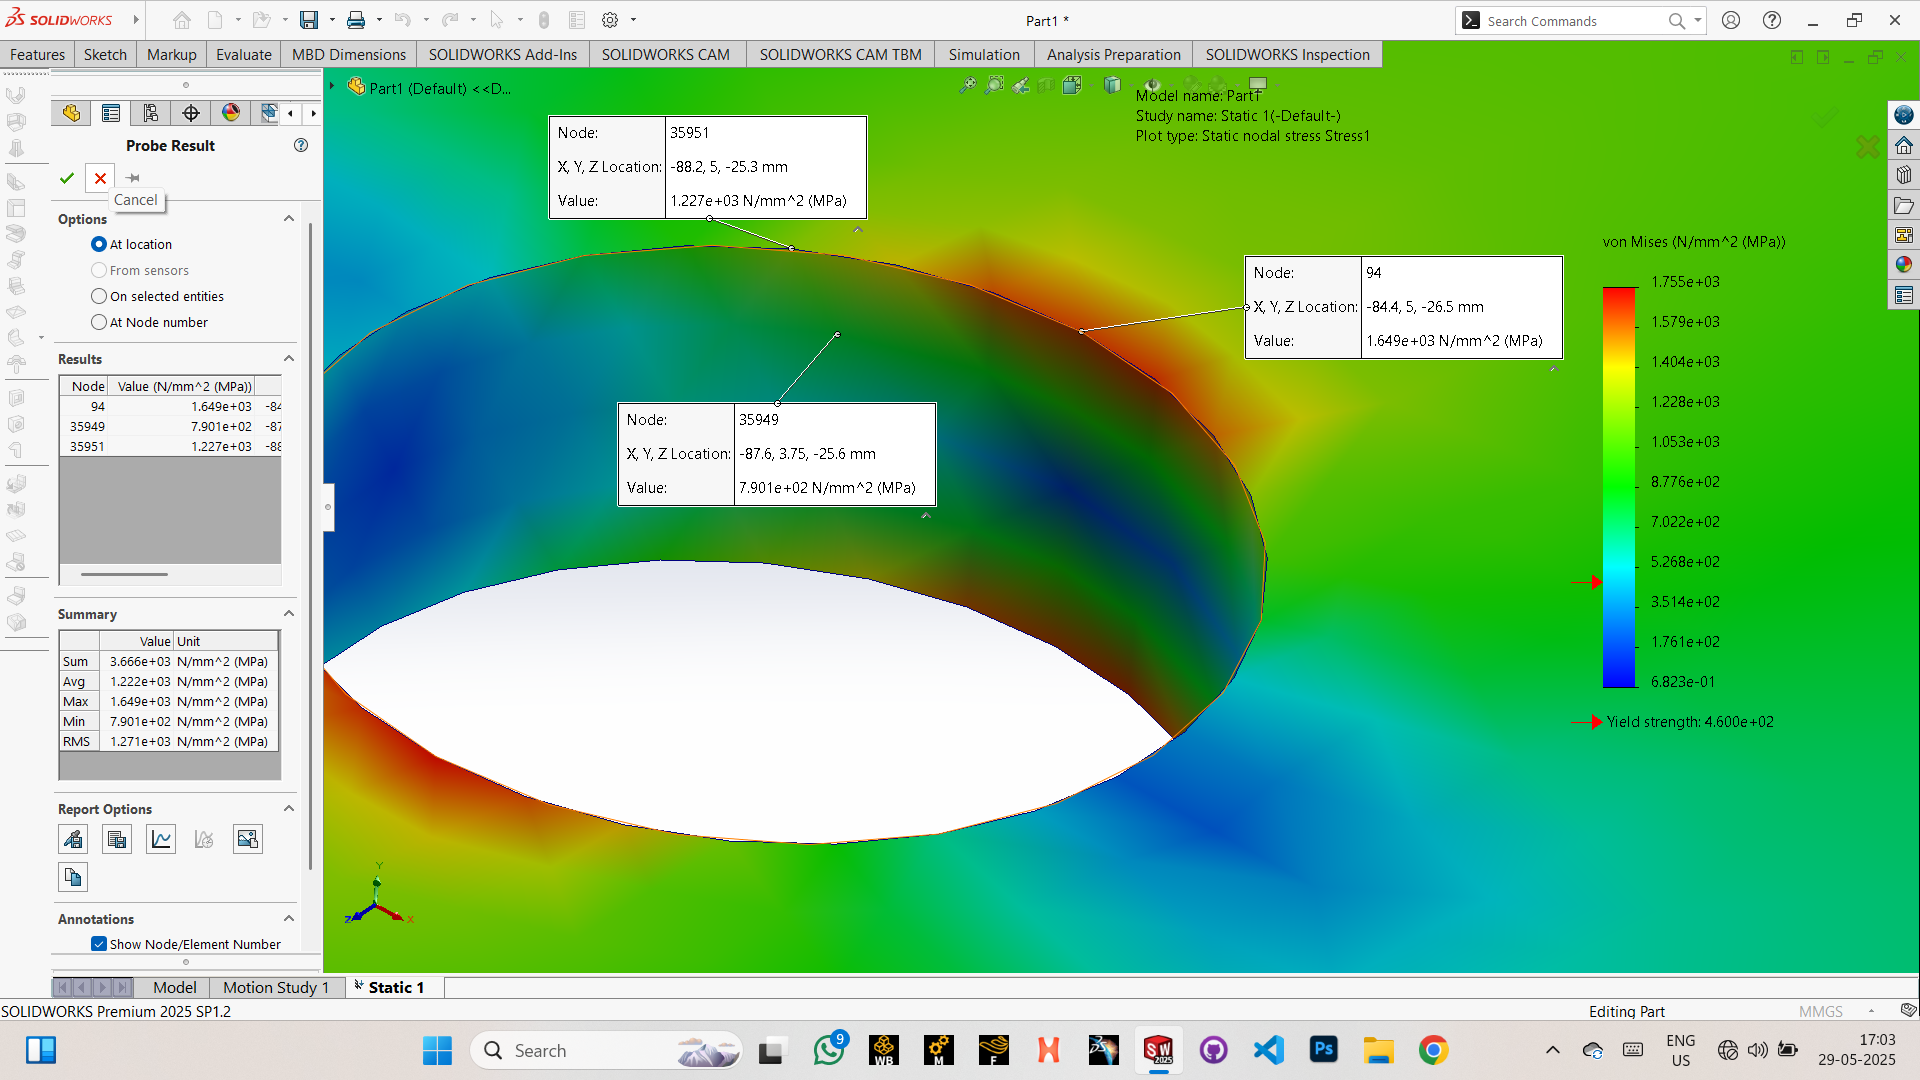 SOLIDWORKS
Part1 *
Search Commands
Features
Sketch
Markup
Evaluate
MBD Dimensions
SOLIDWORKS Add-Ins
SOLIDWORKS CAM
SOLIDWORKS CAM TBM
Simulation
Analysis Preparation
SOLIDWORKS Inspection
Part1 (Default) <<D...
Model name: Part1
Study name: Static 1(-Default-)
Plot type: Static nodal stress Stress1
Probe Result
Cancel
Options
At location
From sensors
On selected entities
At Node number
Results
Node Value (N/mm^2 (MPa))
94 1.649e+03 -84
35949 7.901e+02 -87
35951 1.227e+03 -88
Summary
Value Unit
Sum 3.666e+03 N/mm^2 (MPa)
Avg 1.222e+03 N/mm^2 (MPa)
Max 1.649e+03 N/mm^2 (MPa)
Min 7.901e+02 N/mm^2 (MPa)
RMS 1.271e+03 N/mm^2 (MPa)
Report Options
Annotations
Show Node/Element Number
Node: 35951
X, Y, Z Location: -88.2, 5, -25.3 mm
Value: 1.227e+03 N/mm^2 (MPa)
Node: 94
X, Y, Z Location: -84.4, 5, -26.5 mm
Value: 1.649e+03 N/mm^2 (MPa)
Node: 35949
X, Y, Z Location: -87.6, 3.75, -25.6 mm
Value: 7.901e+02 N/mm^2 (MPa)
von Mises (N/mm^2 (MPa))
1.755e+03
1.579e+03
1.404e+03
1.228e+03
1.053e+03
8.776e+02
7.022e+02
5.268e+02
3.514e+02
1.761e+02
6.823e-01
Yield strength: 4.600e+02
Y
Z
X
Model
Motion Study 1
Static 1
SOLIDWORKS Premium 2025 SP1.2
Editing Part
MMGS
Search
9
WB
M
F
SW
2025
Ps
ENG
US
17:03
29-05-2025